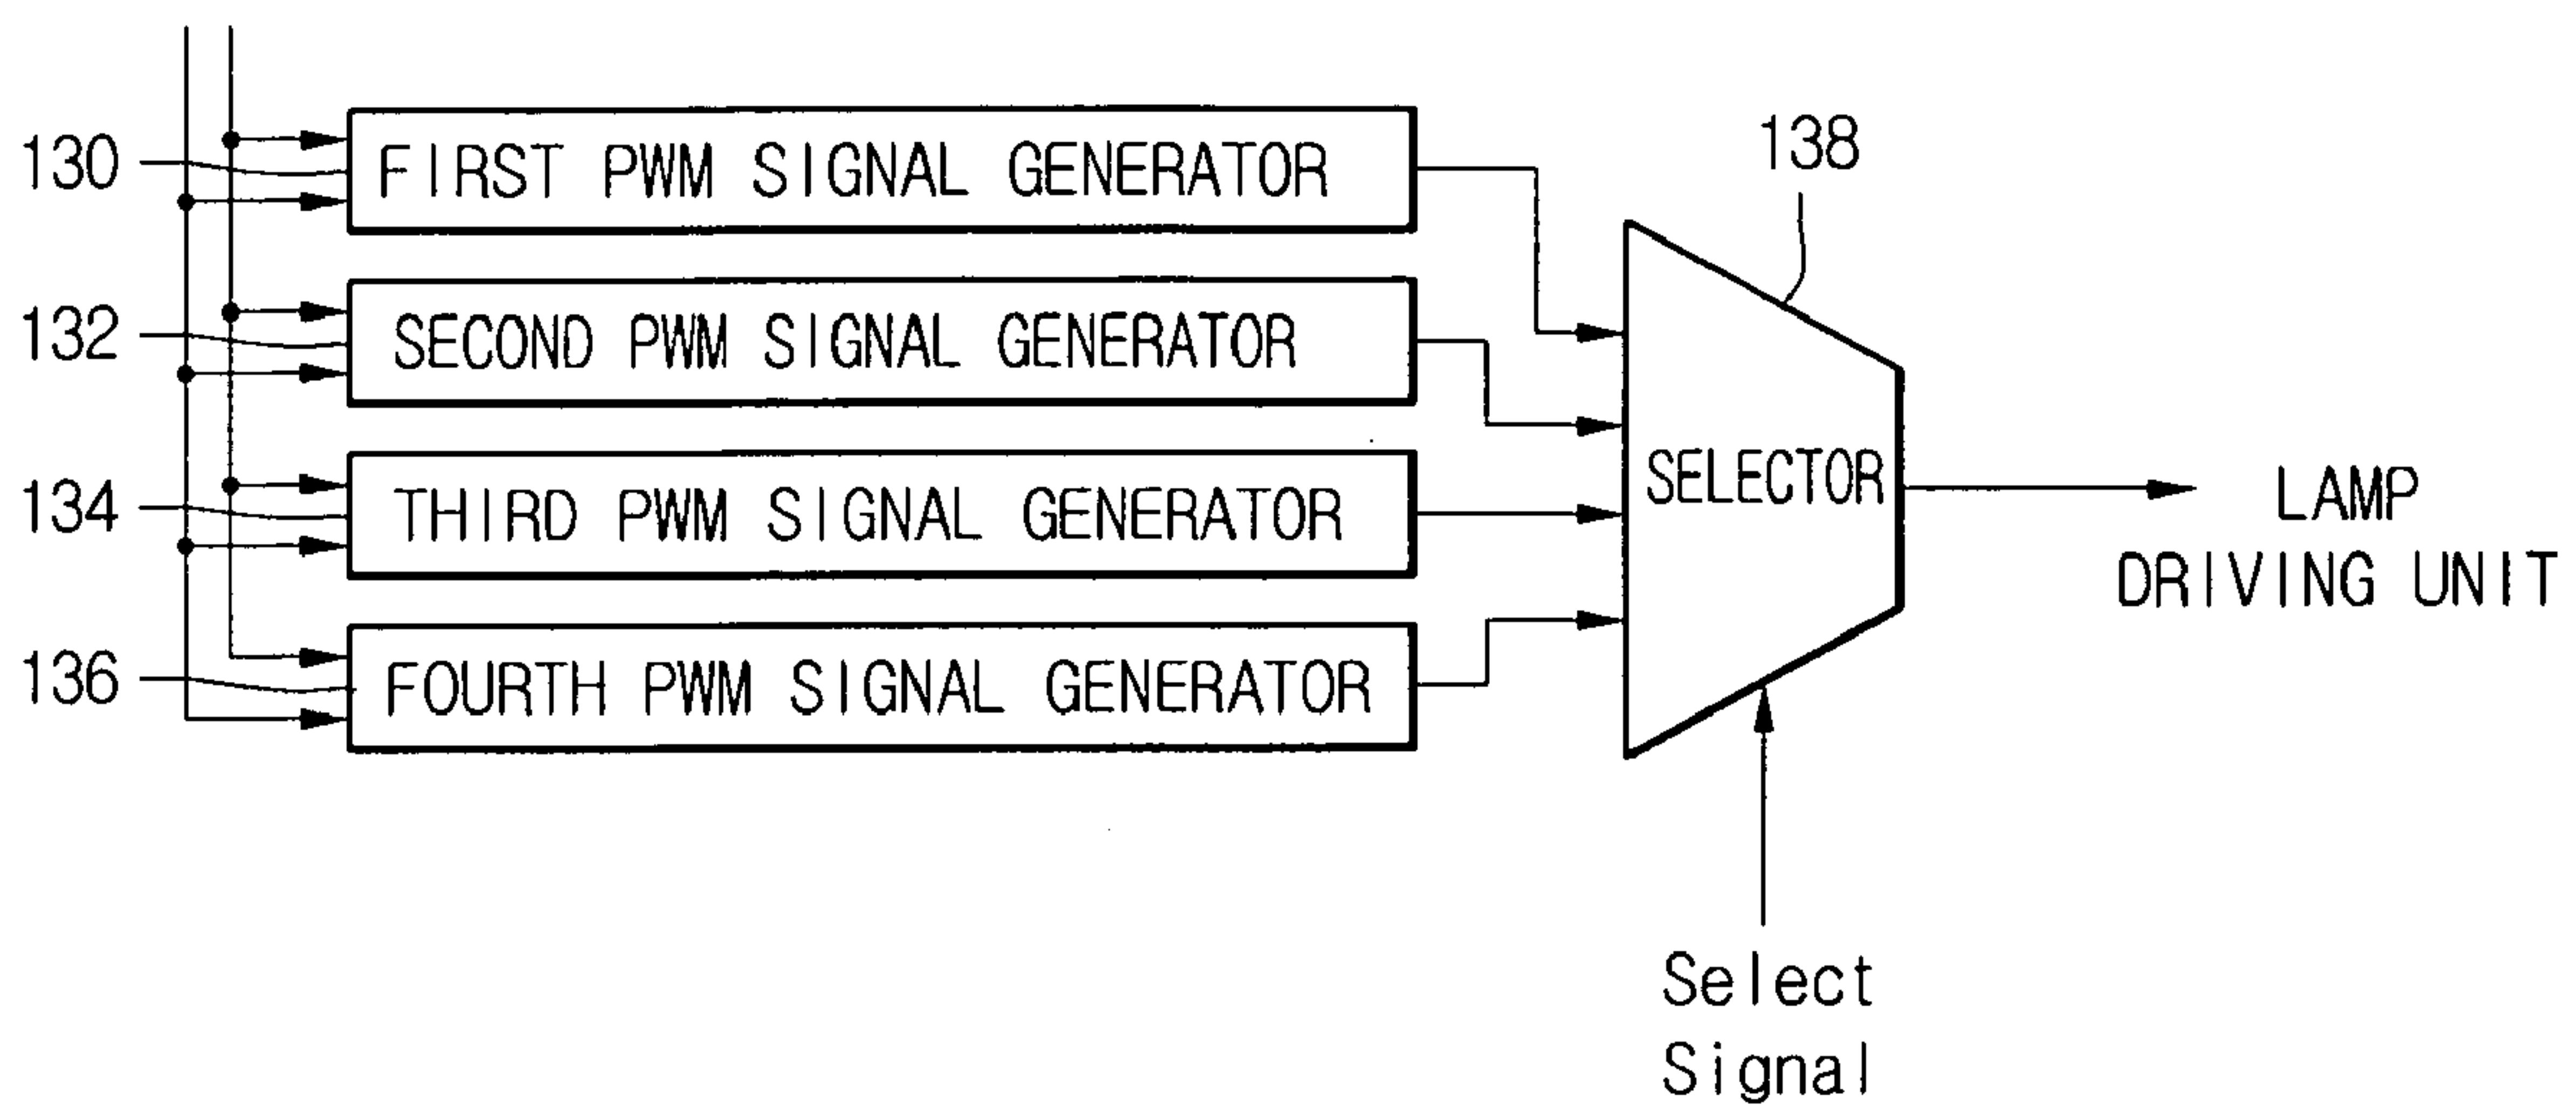 130
FIRST PWM SIGNAL GENERATOR
132
SECOND PWM SIGNAL GENERATOR
134
THIRD PWM SIGNAL GENERATOR
136
FOURTH PWM SIGNAL GENERATOR
138
SELECTOR
LAMP
DRIVING UNIT
Select
Signal